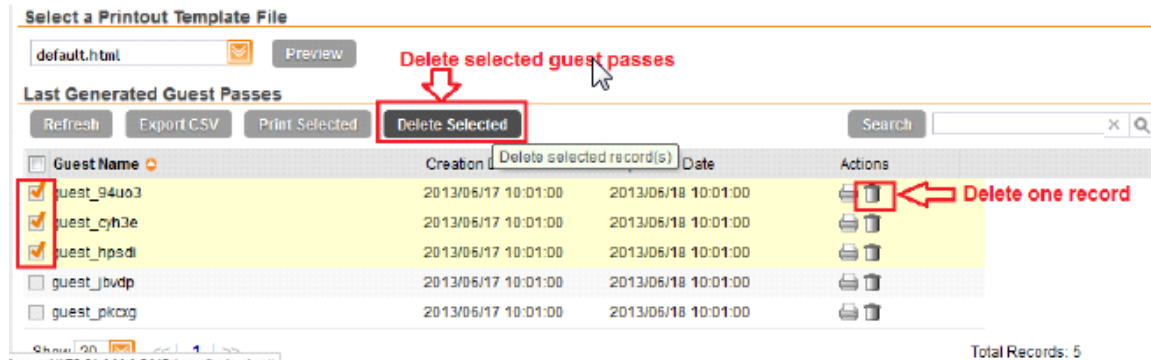 Select a Printout Template File
default.html Preview
Delete selected guest passes
Last Generated Guest Passes
Refresh Export CSV Print Selected Delete Selected Search
Guest Name Creation Delete selected record(s) Date Actions
guest_94uo3 2013/06/17 10:01:00 2013/06/18 10:01:00 Delete one record
guest_cyh3e 2013/06/17 10:01:00 2013/06/18 10:01:00
guest_hpsdi 2013/06/17 10:01:00 2013/06/18 10:01:00
guest_jbvdp 2013/06/17 10:01:00 2013/06/18 10:01:00
guest_pkcxg 2013/06/17 10:01:00 2013/06/18 10:01:00
Show 20 << 1 >> Total Records: 5